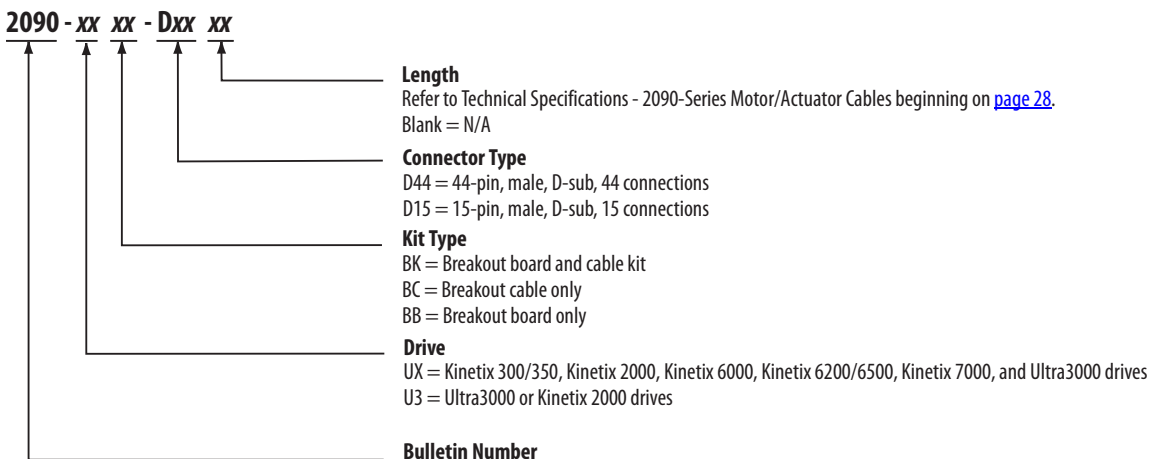 2090 - xx xx - Dxx xx
Length
Refer to Technical Specifications - 2090-Series Motor/Actuator Cables beginning on page 28.
Blank = N/A
Connector Type
D44 = 44-pin, male, D-sub, 44 connections
D15 = 15-pin, male, D-sub, 15 connections
Kit Type
BK = Breakout board and cable kit
BC = Breakout cable only
BB = Breakout board only
Drive
UX = Kinetix 300/350, Kinetix 2000, Kinetix 6000, Kinetix 6200/6500, Kinetix 7000, and Ultra3000 drives
U3 = Ultra3000 or Kinetix 2000 drives
Bulletin Number